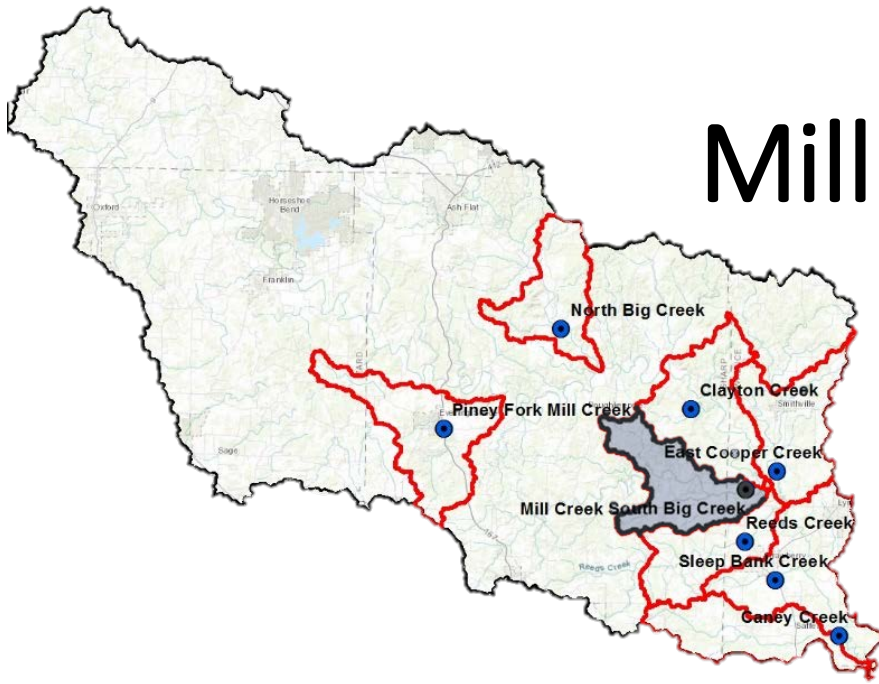 Mill
Oxford
Horseshoe
Bend
Ash Flat
Franklin
North Big Creek
SHARP
Clayton Creek
Smithville
Piney Fork Mill Creek
East Cooper Creek
Sage
Mill Creek South Big Creek
Reeds Creek
Sleep Bank Creek
Reeds Creek
Caney Creek